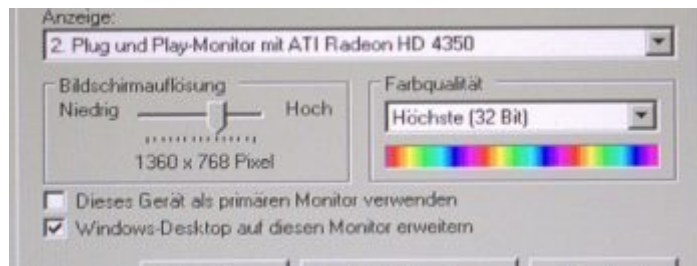 Anzeige:
2. Plug und Play-Monitor mit ATI Radeon HD 4350
Bildschirmauflösung
Niedrig
Hoch
1360 x 768 Pixel
Farbqualität
Höchste (32 Bit)
Dieses Gerät als primären Monitor verwenden
Windows-Desktop auf diesen Monitor erweitern